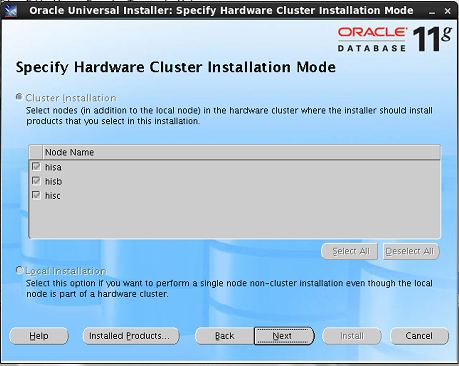 Oracle Universal Installer: Specify Hardware Cluster Installation Mode
ORACLE
DATABASE 11g
Specify Hardware Cluster Installation Mode
Cluster Installation
Select nodes (in addition to the local node) in the hardware cluster where the installer should install
products that you select in this installation.
Node Name
hisa
hisb
hisc
Select All Deselect All
Local Installation
Select this option if you want to perform a single node non-cluster installation even though the local
node is part of a hardware cluster.
Help Installed Products... Back Next Install Cancel